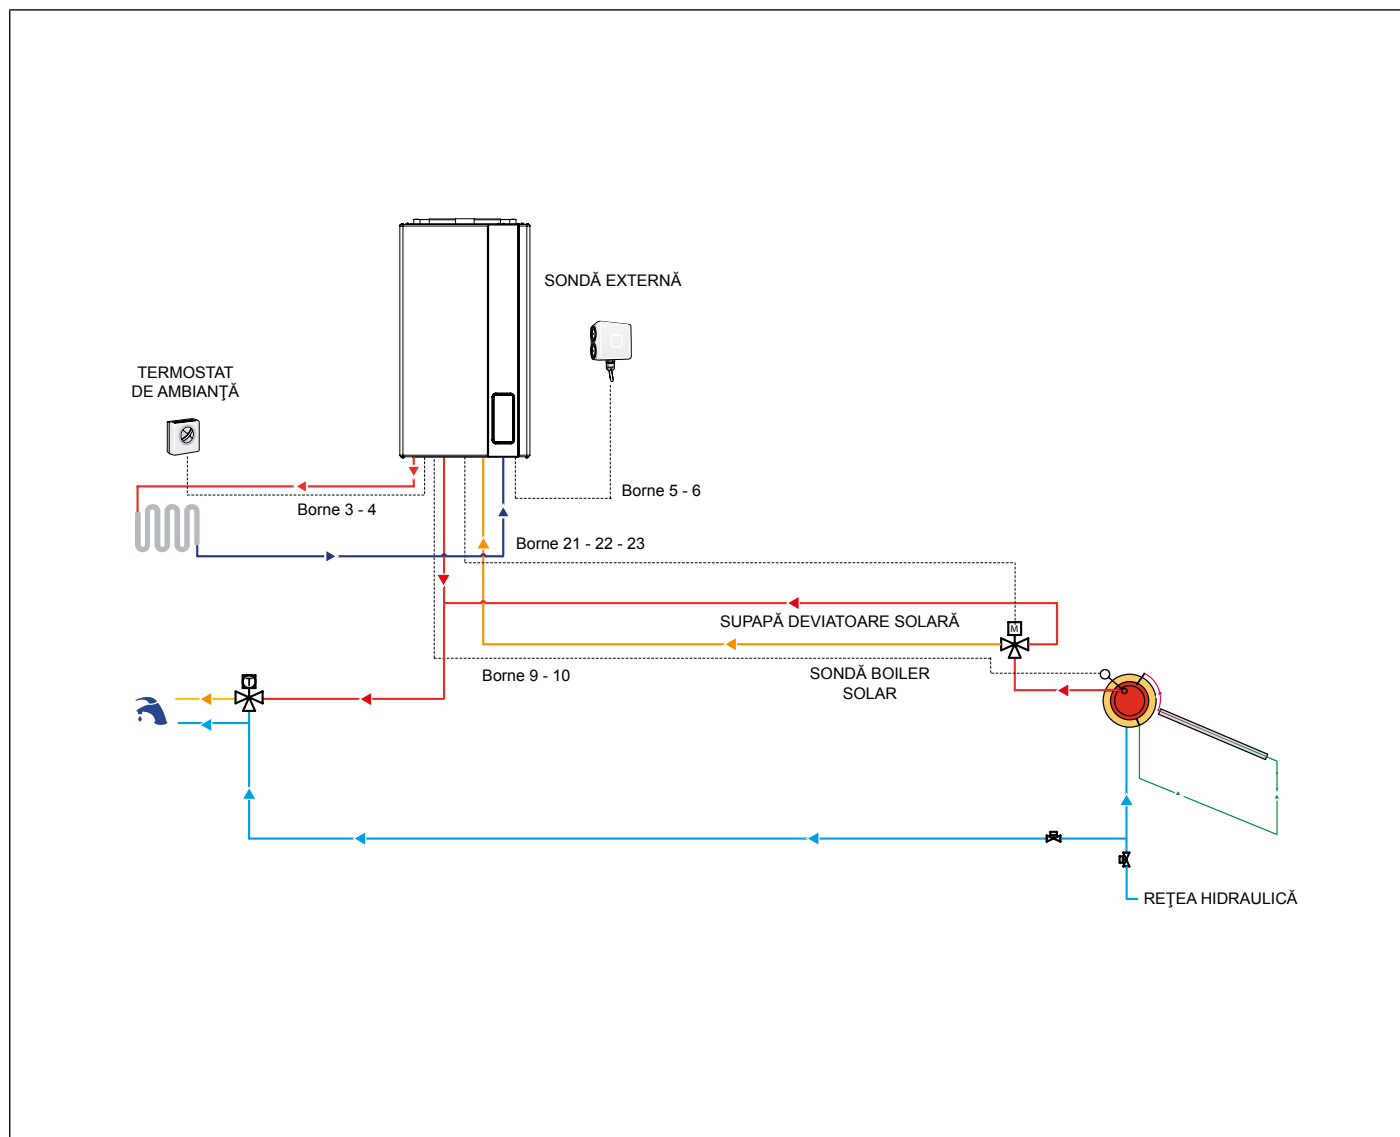 SONDĂ EXTERNĂ
TERMOSTAT
DE AMBIANŢĂ
Borne 5 - 6
Borne 3 - 4
Borne 21 - 22 - 23
SUPAPĂ DEVIATOARE SOLARĂ
M
Borne 9 - 10
SONDĂ BOILER
SOLAR
T
REŢEA HIDRAULICĂ